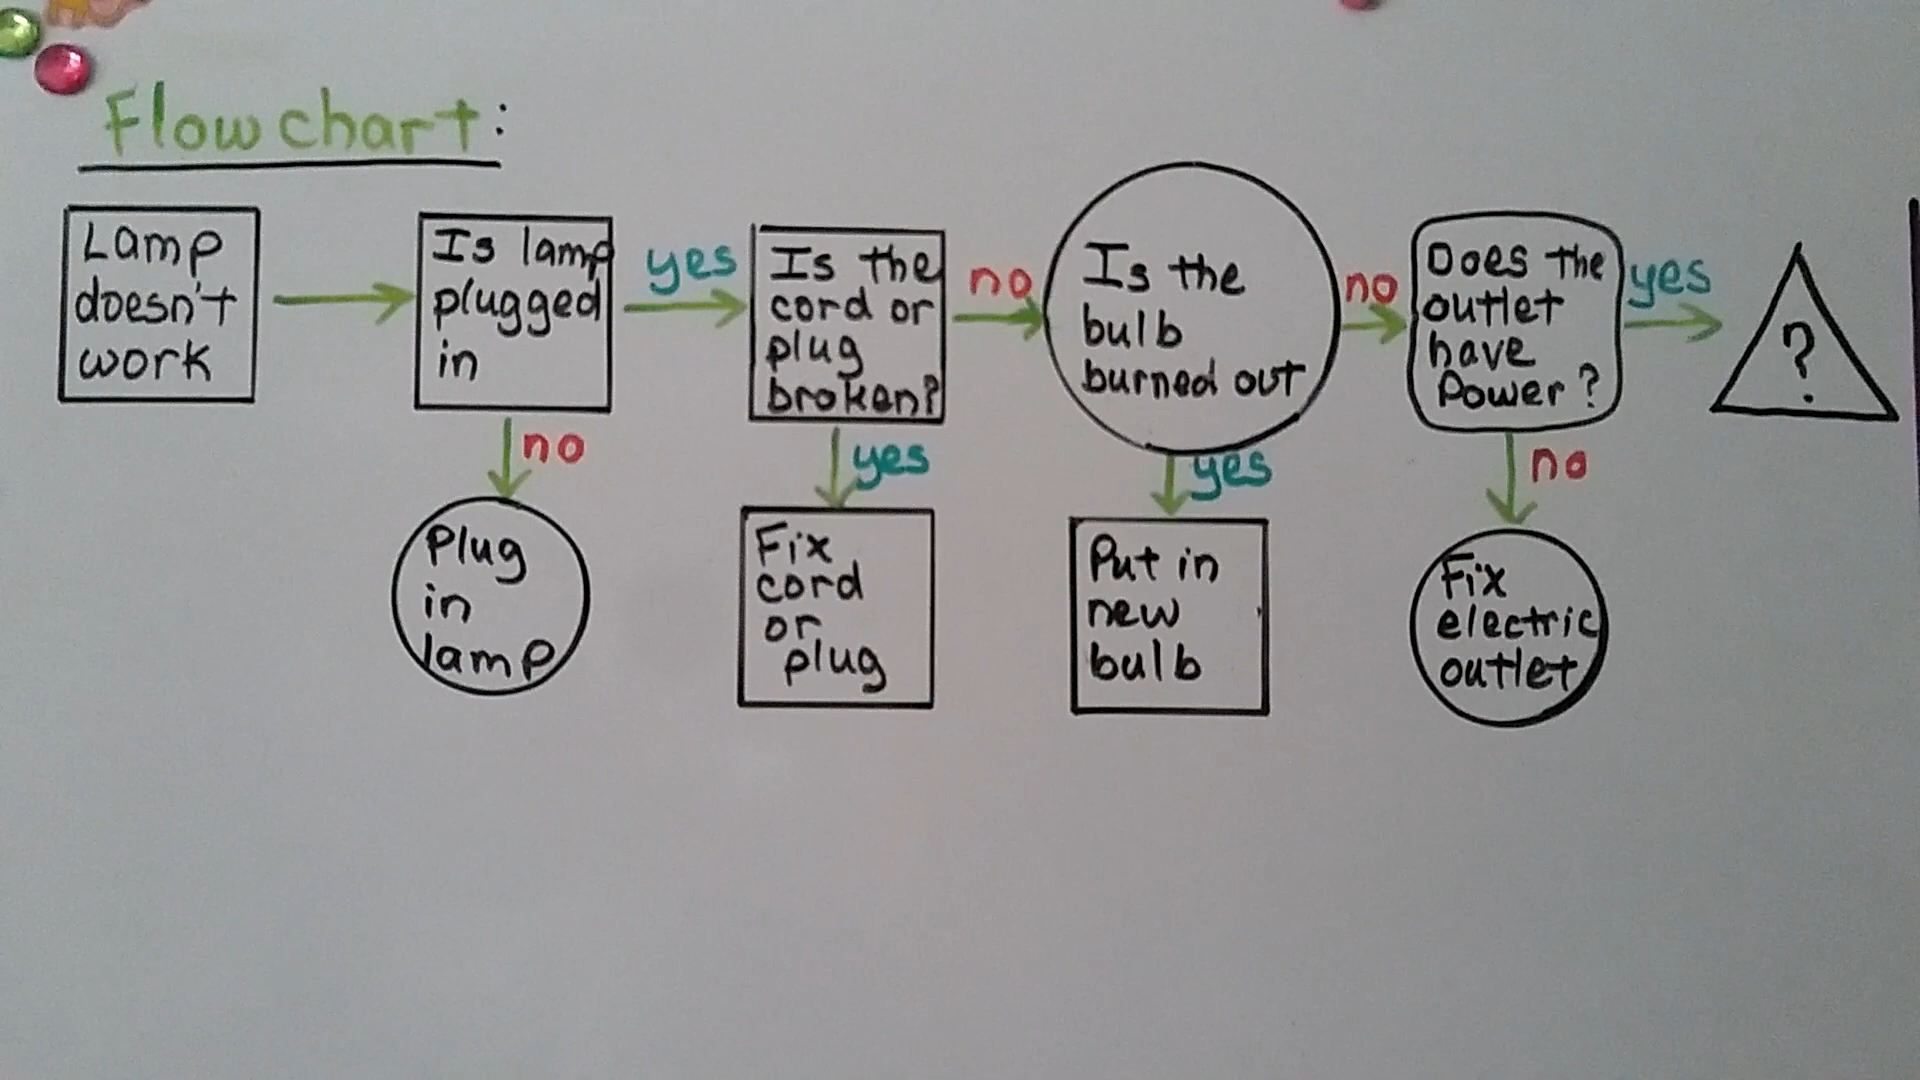 Flow chart:
Lamp
doesn't
work
Is lamp
plugged
in
yes
no
Plug
in
lamp
Is the
cord or
plug
broken?
no
yes
Fix
cord
or
plug
Is the
bulb
burned out
no
yes
Put in
new
bulb
Does the
outlet
have
Power?
yes
no
Fix
electric
outlet
?